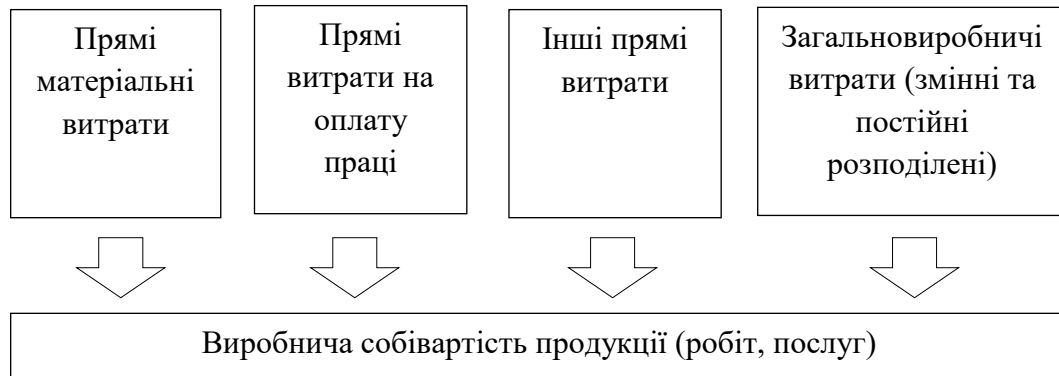 Прямі
матеріальні
витрати
Прямі
витрати на
оплату
праці
Інші прямі
витрати
Загальновиробничі
витрати (змінні та
постійні
розподілені)
Виробнича собівартість продукції (робіт, послуг)